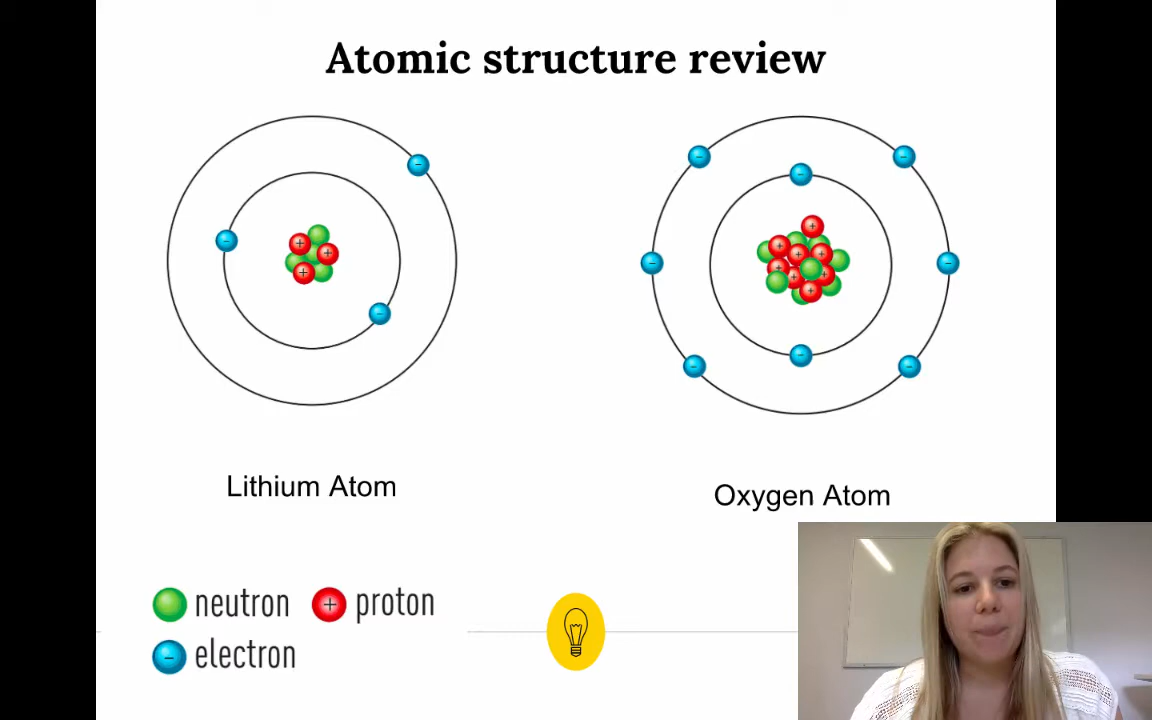 Atomic structure review
Lithium Atom
Oxygen Atom
neutron + proton
- electron